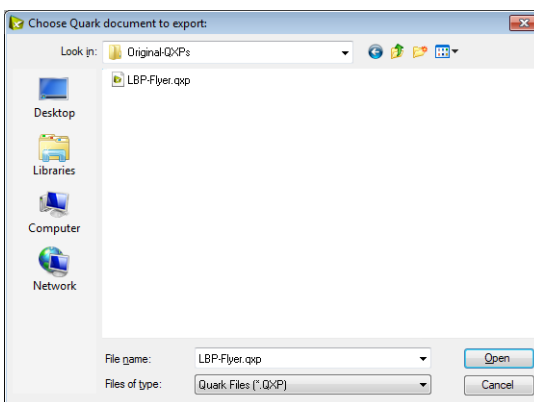 Choose Quark document to export:
Look in: Original-QXPs
LBP-Flyer.qxp
Desktop
Libraries
Computer
Network
File name: LBP-Flyer.qxp Open
Files of type: Quark Files (*.QXP) Cancel